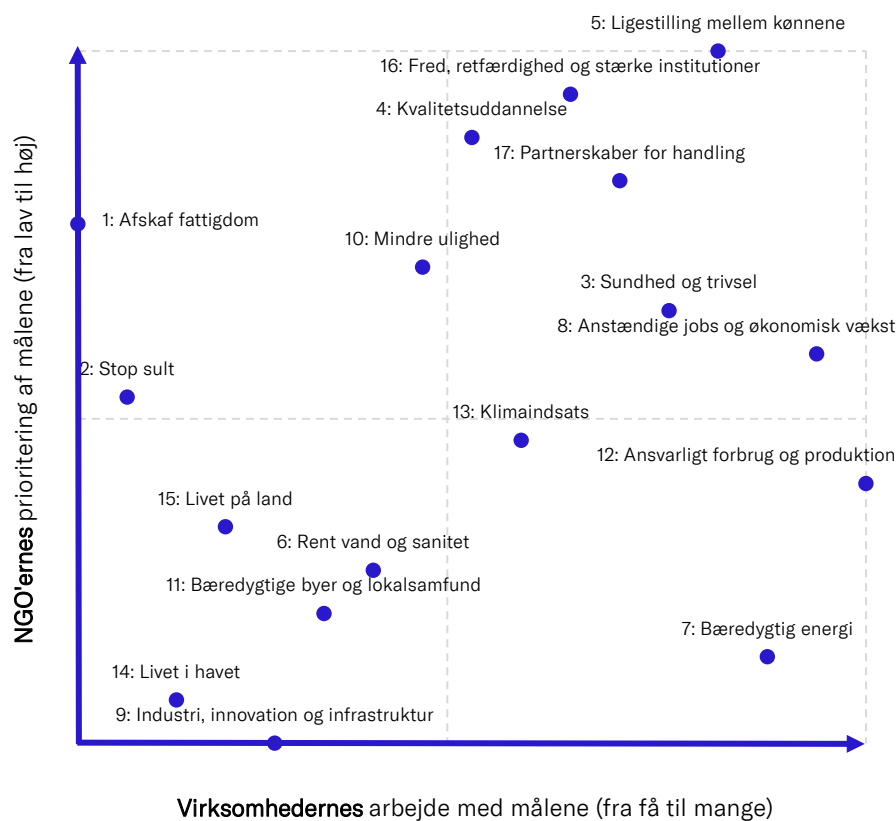 5: Ligestilling mellem kønnene
16: Fred, retfærdighed og stærke institutioner
4: Kvalitetsuddannelse
17: Partnerskaber for handling
1: Afskaf fattigdom
10: Mindre ulighed
3: Sundhed og trivsel
8: Anstændige jobs og økonomisk vækst
2: Stop sult
13: Klimaindsats
12: Ansvarligt forbrug og produktion
15: Livet på land
6: Rent vand og sanitet
11: Bæredygtige byer og lokalsamfund
7: Bæredygtig energi
14: Livet i havet
9: Industri, innovation og infrastruktur
NGO'ernes prioritering af målene (fra lav til høj)
Virksomhedernes arbejde med målene (fra få til mange)